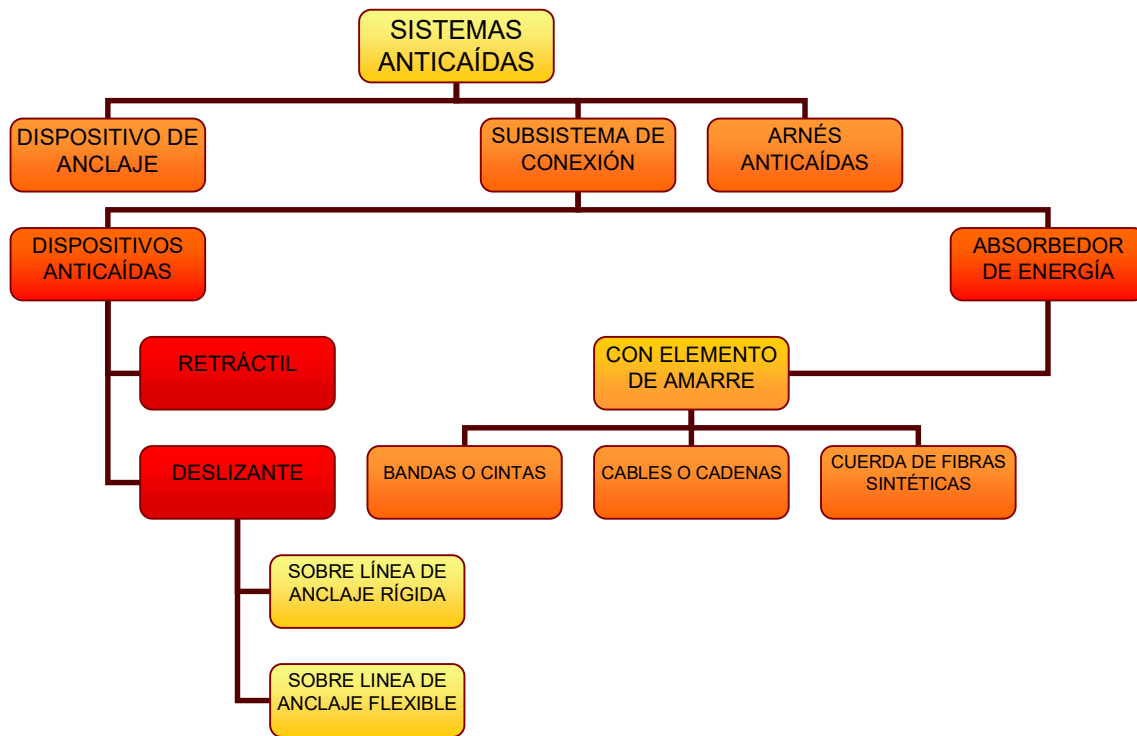 SISTEMAS
ANTICAÍDAS
DISPOSITIVO DE
ANCLAJE
SUBSISTEMA DE
CONEXIÓN
ARNÉS
ANTICAÍDAS
DISPOSITIVOS
ANTICAÍDAS
ABSORBEDOR
DE ENERGÍA
RETRÁCTIL
CON ELEMENTO
DE AMARRE
DESLIZANTE
BANDAS O CINTAS
CABLES O CADENAS
CUERDA DE FIBRAS
SINTÉTICAS
SOBRE LÍNEA DE
ANCLAJE RÍGIDA
SOBRE LINEA DE
ANCLAJE FLEXIBLE